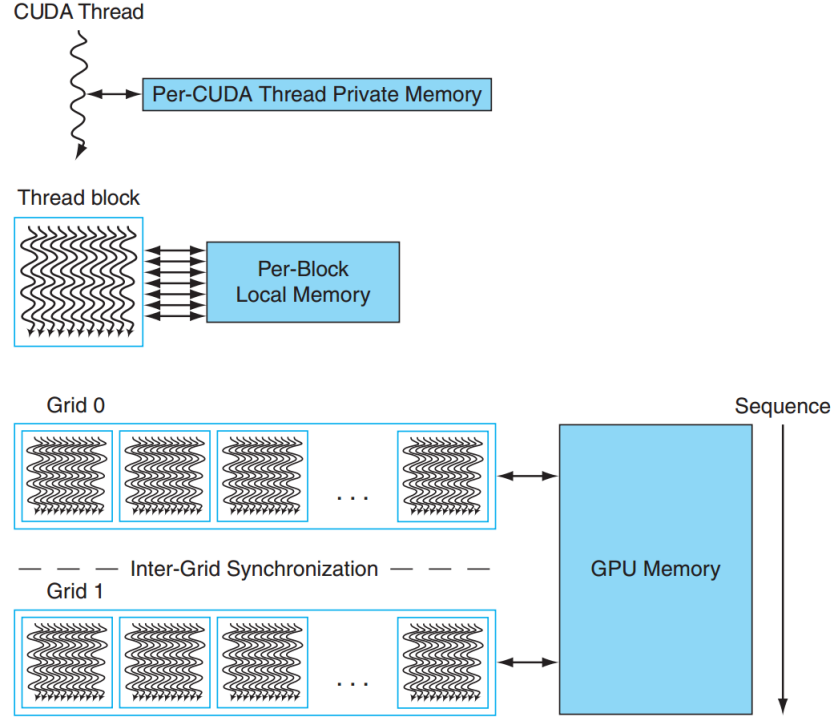 CUDA Thread
Per-CUDA Thread Private Memory
Thread block
Per-Block
Local Memory
Grid 0
Sequence
. . .
Inter-Grid Synchronization
GPU Memory
Grid 1
. . .